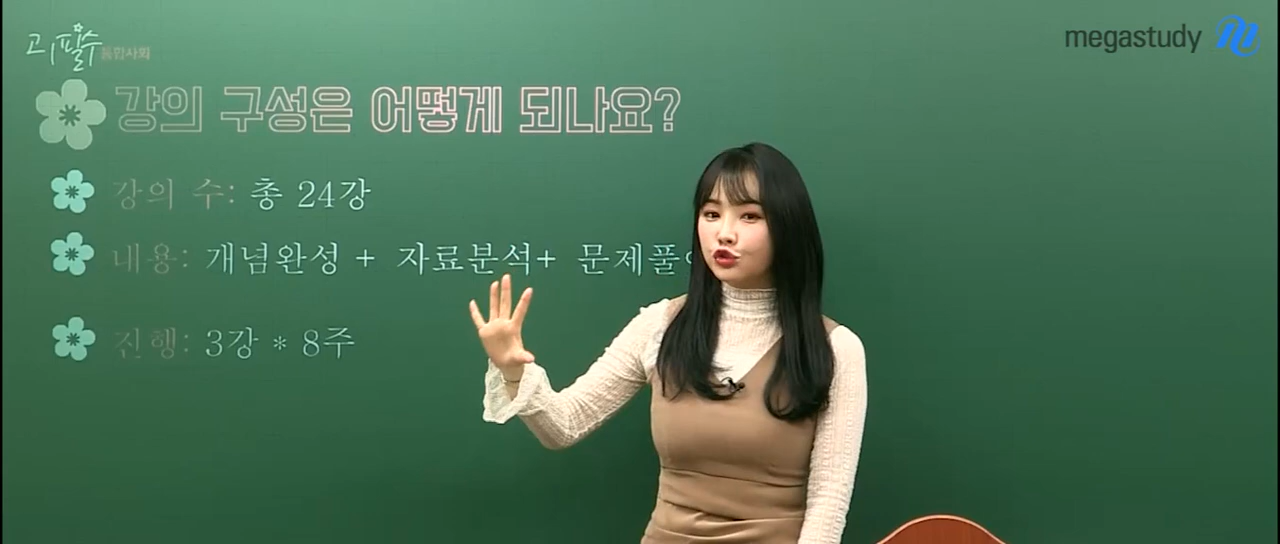 고1필수 통합사회
megastudy
강의 구성은 어떻게 되나요?
강의 수: 총 24강
내용: 개념완성 + 자료분석+ 문제풀
진행: 3강 * 8주